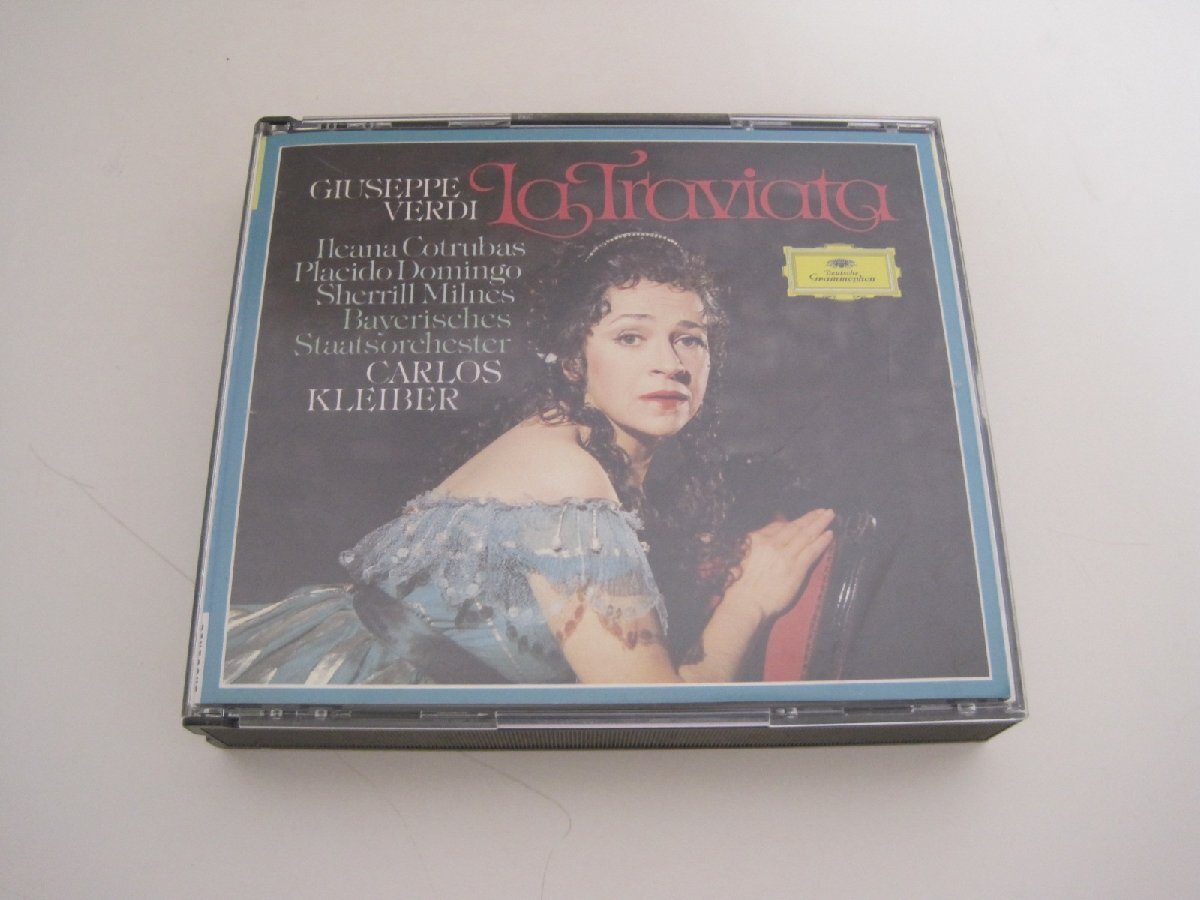 GIUSEPPE
VERDI
La Traviata
Ileana Cotrubas
Placido Domingo
Sherrill Milnes
Bayerisches
Staatsorchester
CARLOS
KLEIBER
Deutsche
Grammophon